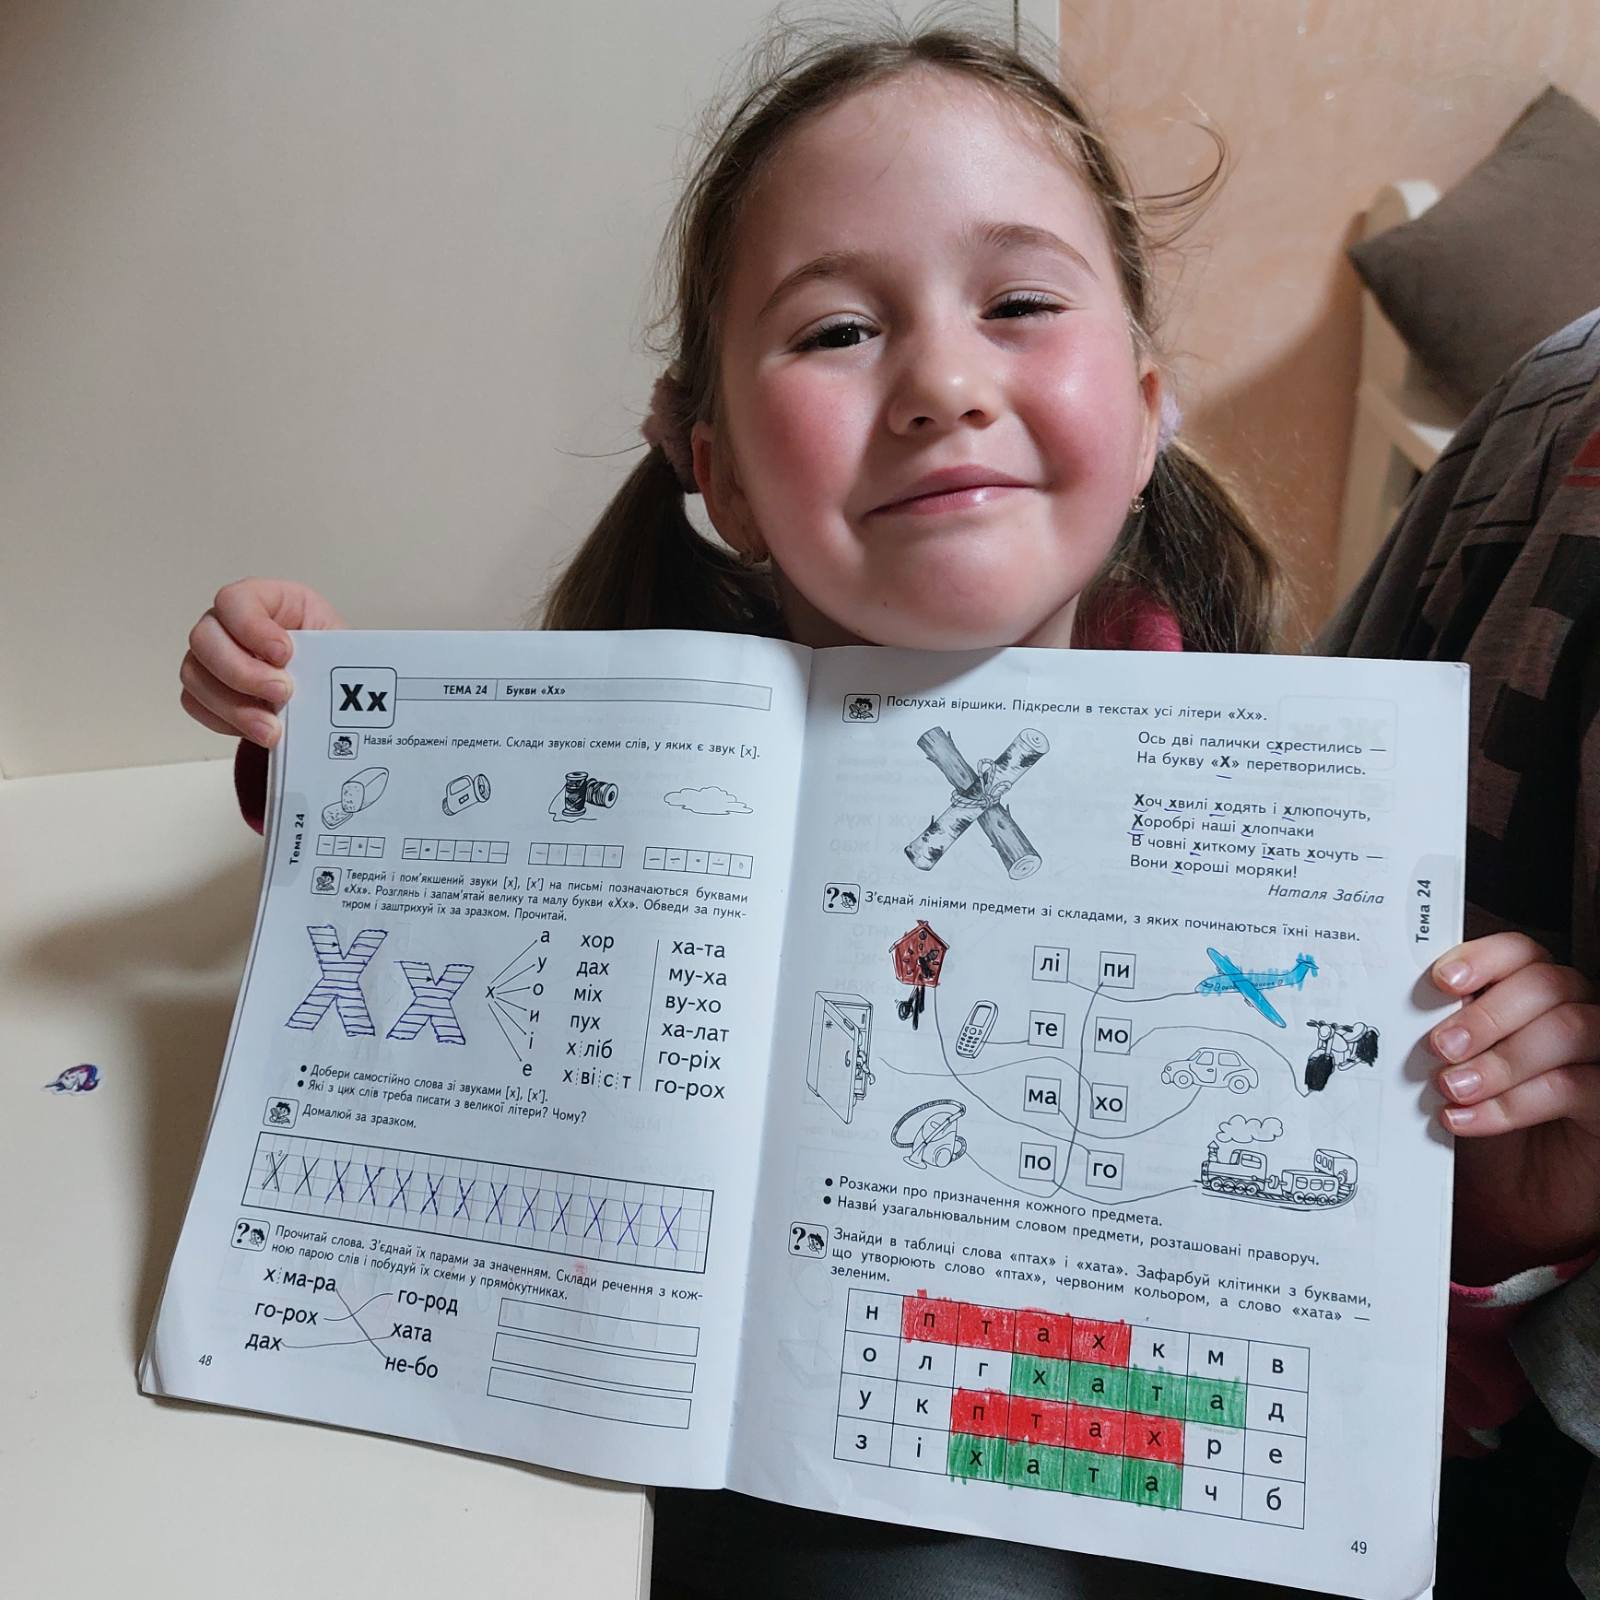 Хх
ТЕМА 24 Букви «Хх»
Назви́ зображені предмети. Склади звукові схеми слів, у яких є звук [х].
Тема 24
Твердий і пом'якшений звуки [х], [х'] на письмі позначаються буквами
«Хх». Розглянь і запам'ятай велику та малу букви «Хх». Обведи за пунк-
тиром і заштрихуй їх за зразком. Прочитай.
Х х
х
а
у
о
и
і
е
хор
дах
міх
пух
х ліб
х ві с т
ха-та
му-ха
ву-хо
ха-лат
го-ріх
го-рох
• Добери самостійно слова зі звуками [х], [х'].
• Які з цих слів треба писати з великої літери? Чому?
Домалюй за зразком.
Х Х Х Х Х Х Х Х Х Х Х Х Х
? Прочитай слова. З'єднай їх парами за значенням. Склади речення з кож-
ною парою слів і побудуй їх схеми у прямокутниках.
х ма-ра
го-рох
дах
го-род
хата
не-бо
48
Послухай віршики. Підкресли в текстах усі літери «Хх».
Ось дві палички схрестились —
На букву «Х» перетворились.
Хоч хвилі ходять і хлюпочуть,
Хоробрі наші хлопчаки
В човні хиткому їхать хочуть —
Вони хороші моряки!
Наталя Забіла
Тема 24
? З'єднай лініями предмети зі складами, з яких починаються їхні назви.
лі пи
те мо
ма хо
по го
• Розкажи про призначення кожного предмета.
• Назви́ узагальнювальним словом предмети, розташовані праворуч.
? Знайди в таблиці слова «птах» і «хата». Зафарбуй клітинки з буквами,
що утворюють слово «птах», червоним кольором, а слово «хата» —
зеленим.
н п т а х к м в
о л г х а т а д
у к п т а х р е
з і х а т а ч б
49